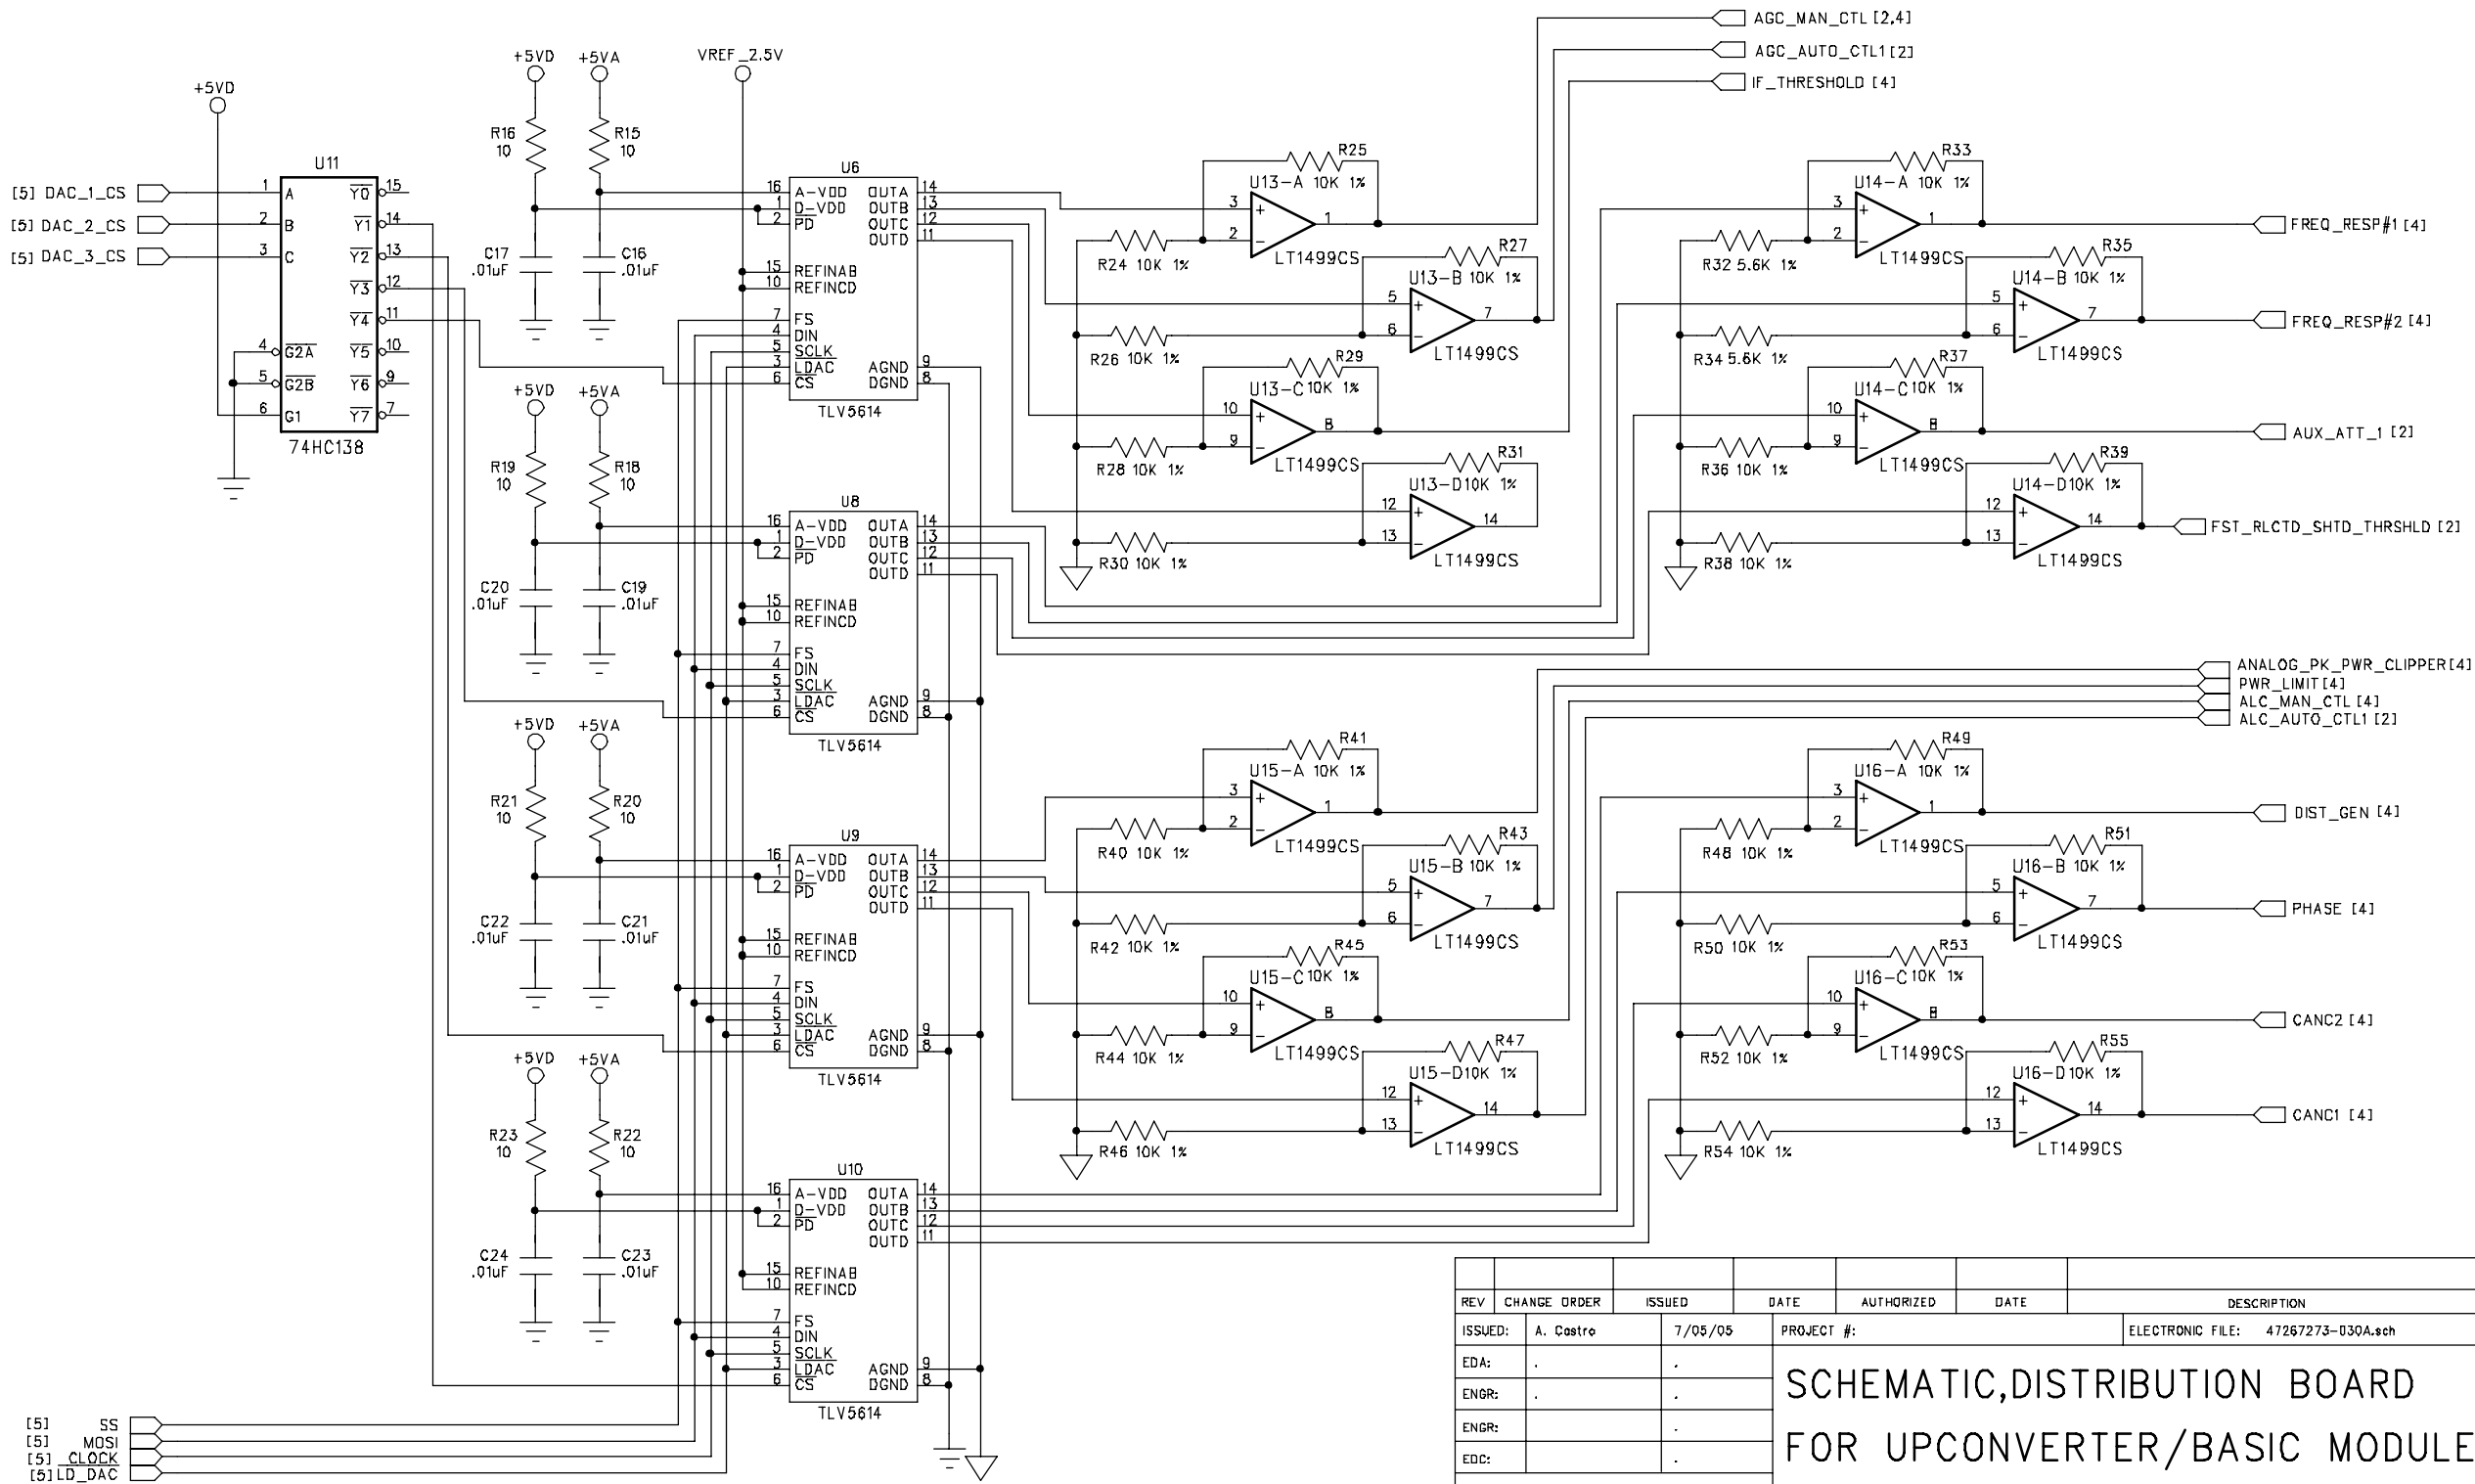 AGC_MAN_CTL [2,4]
AGC_AUTO_CTL1 [2]
IF_THRESHOLD [4]
+5VD
+5VD
+5VA
VREF_2.5V
R16
10
R15
10
U11
[5] DAC_1_CS
[5] DAC_2_CS
[5] DAC_3_CS
1 A Y0 15
2 B Y1 14
3 C Y2 13
Y3 12
Y4 11
4 G2A Y5 10
5 G2B Y6 9
6 G1 Y7 7
74HC138
C17
.01uF
C16
.01uF
U6
16 A-VDD OUTA 14
1 D-VDD OUTB 13
2 PD OUTC 12
OUTD 11
15 REFINAB
10 REFINCD
7 FS
4 DIN
5 SCLK
3 LDAC AGND 9
6 CS DGND 8
TLV5614
R25
U13-A 10K 1%
3 +
2 -
1
R24 10K 1%
LT1499CS
R27
U13-B 10K 1%
5 +
6 -
7
R26 10K 1%
LT1499CS
R29
U13-C 10K 1%
10 +
9 -
8
R28 10K 1%
LT1499CS
R31
U13-D 10K 1%
12 +
13 -
14
R30 10K 1%
LT1499CS
R33
U14-A 10K 1%
3 +
2 -
1
R32 5.6K 1%
LT1499CS
FREQ_RESP#1 [4]
R35
U14-B 10K 1%
5 +
6 -
7
R34 5.6K 1%
LT1499CS
FREQ_RESP#2 [4]
R37
U14-C 10K 1%
10 +
9 -
8
R36 10K 1%
LT1499CS
AUX_ATT_1 [2]
R39
U14-D 10K 1%
12 +
13 -
14
R38 10K 1%
LT1499CS
FST_RLCTD_SHTD_THRSHLD [2]
+5VD
+5VA
R19
10
R18
10
C20
.01uF
C19
.01uF
U8
16 A-VDD OUTA 14
1 D-VDD OUTB 13
2 PD OUTC 12
OUTD 11
15 REFINAB
10 REFINCD
7 FS
4 DIN
5 SCLK
3 LDAC AGND 9
6 CS DGND 8
TLV5614
ANALOG_PK_PWR_CLIPPER [4]
PWR_LIMIT [4]
ALC_MAN_CTL [4]
ALC_AUTO_CTL1 [2]
+5VD
+5VA
R21
10
R20
10
C22
.01uF
C21
.01uF
U9
16 A-VDD OUTA 14
1 D-VDD OUTB 13
2 PD OUTC 12
OUTD 11
15 REFINAB
10 REFINCD
7 FS
4 DIN
5 SCLK
3 LDAC AGND 9
6 CS DGND 8
TLV5614
R41
U15-A 10K 1%
3 +
2 -
1
R40 10K 1%
LT1499CS
R43
U15-B 10K 1%
5 +
6 -
7
R42 10K 1%
LT1499CS
R45
U15-C 10K 1%
10 +
9 -
8
R44 10K 1%
LT1499CS
R47
U15-D 10K 1%
12 +
13 -
14
R46 10K 1%
LT1499CS
R49
U16-A 10K 1%
3 +
2 -
1
R48 10K 1%
LT1499CS
DIST_GEN [4]
R51
U16-B 10K 1%
5 +
6 -
7
R50 10K 1%
LT1499CS
PHASE [4]
R53
U16-C 10K 1%
10 +
9 -
8
R52 10K 1%
LT1499CS
CANC2 [4]
R55
U16-D 10K 1%
12 +
13 -
14
R54 10K 1%
LT1499CS
CANC1 [4]
+5VD
+5VA
R23
10
R22
10
C24
.01uF
C23
.01uF
U10
16 A-VDD OUTA 14
1 D-VDD OUTB 13
2 PD OUTC 12
OUTD 11
15 REFINAB
10 REFINCD
7 FS
4 DIN
5 SCLK
3 LDAC AGND 9
6 CS DGND 8
TLV5614
[5] SS
[5] MOSI
[5] CLOCK
[5] LD_DAC
REV CHANGE ORDER ISSUED DATE AUTHORIZED DATE DESCRIPTION
ISSUED: A. Castro 7/05/05 PROJECT #: ELECTRONIC FILE: 47267273-030A.sch
EDA: . .
ENGR: . .
ENGR: .
EDC: .
SCHEMATIC,DISTRIBUTION BOARD
FOR UPCONVERTER/BASIC MODULE